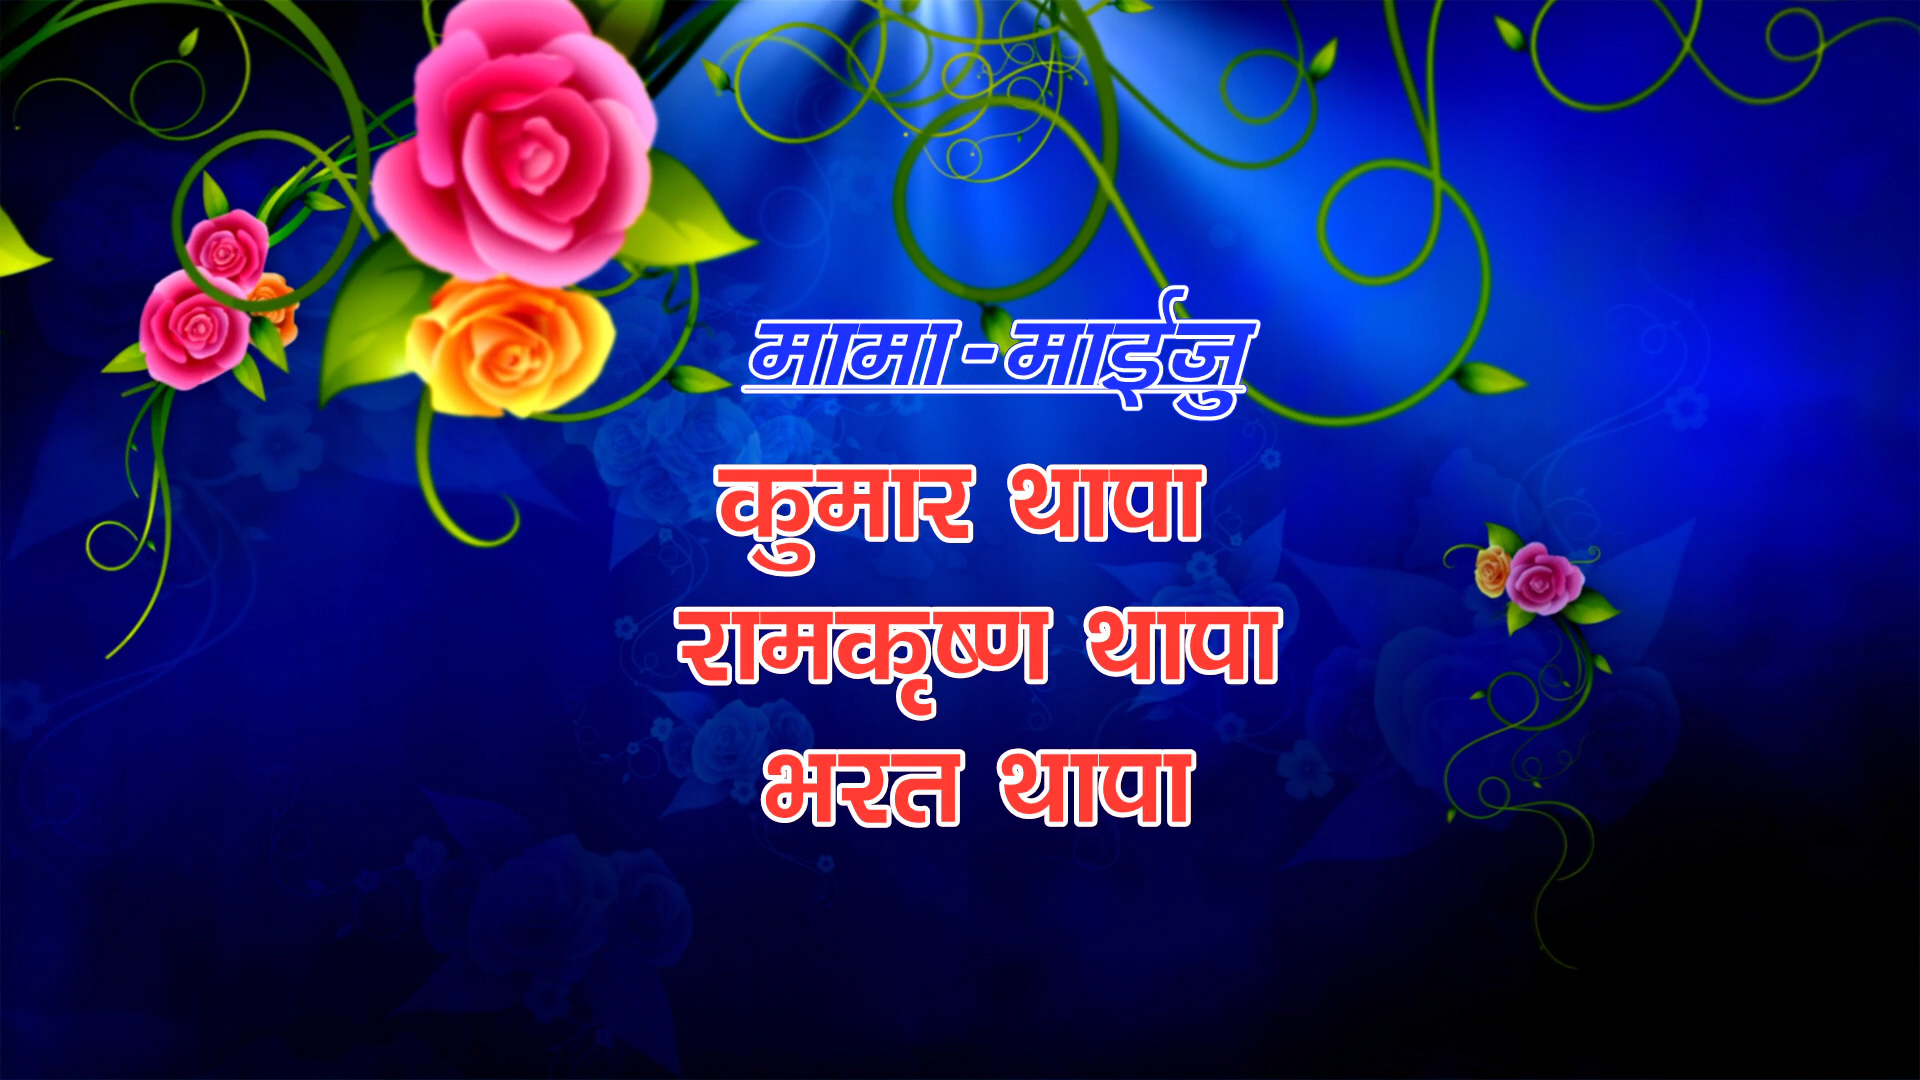 मामा - माईजु
कुमार थापा
रामकृष्ण थापा
भरत थापा